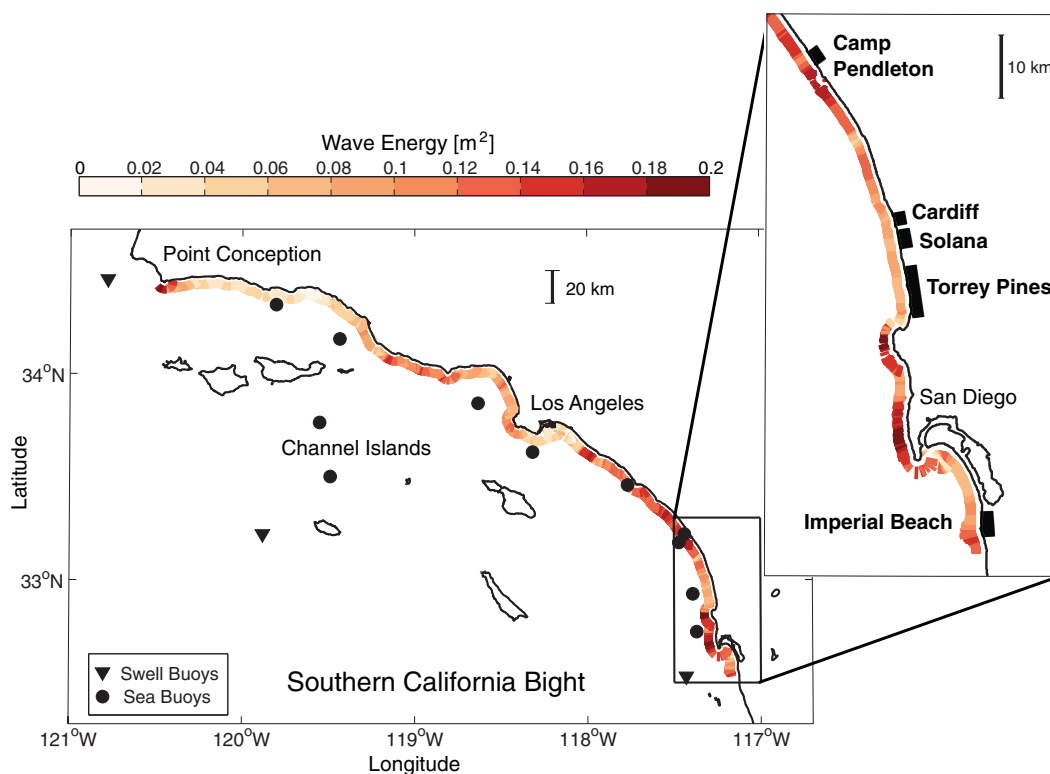 Camp
Pendleton
10 km
Wave Energy [m²]
0 0.02 0.04 0.06 0.08 0.1 0.12 0.14 0.16 0.18 0.2
Cardiff
Solana
Point Conception
20 km
Torrey Pines
34°N
Los Angeles
San Diego
Channel Islands
Latitude
Imperial Beach
33°N
Swell Buoys
Sea Buoys
Southern California Bight
121°W 120°W 119°W 118°W 117°W
Longitude